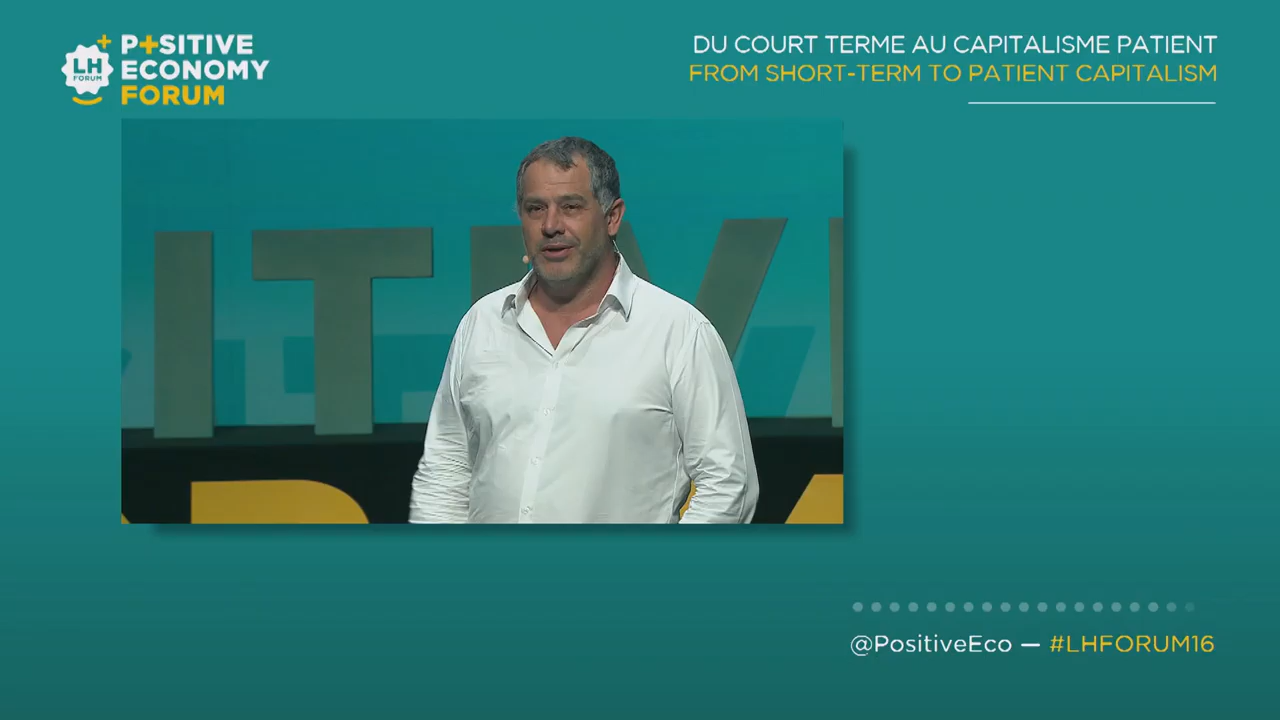 LH
FORUM
P+SITIVE
ECONOMY
FORUM
DU COURT TERME AU CAPITALISME PATIENT
FROM SHORT-TERM TO PATIENT CAPITALISM
ITIV
@PositiveEco — #LHFORUM16